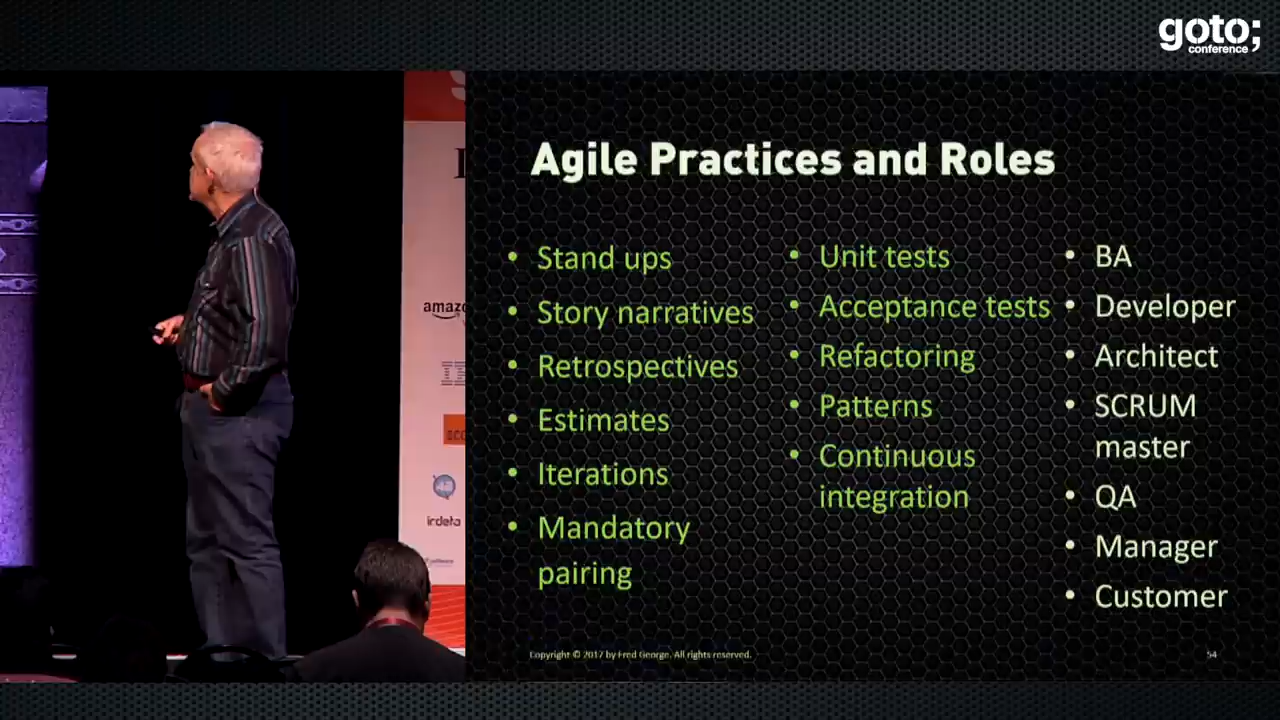 goto;
conference
Agile Practices and Roles
• Stand ups
• Story narratives
• Retrospectives
• Estimates
• Iterations
• Mandatory
pairing
• Unit tests
• Acceptance tests
• Refactoring
• Patterns
• Continuous
integration
• BA
• Developer
• Architect
• SCRUM
master
• QA
• Manager
• Customer
Copyright © 2017 by Fred George. All rights reserved.
54
irdeto